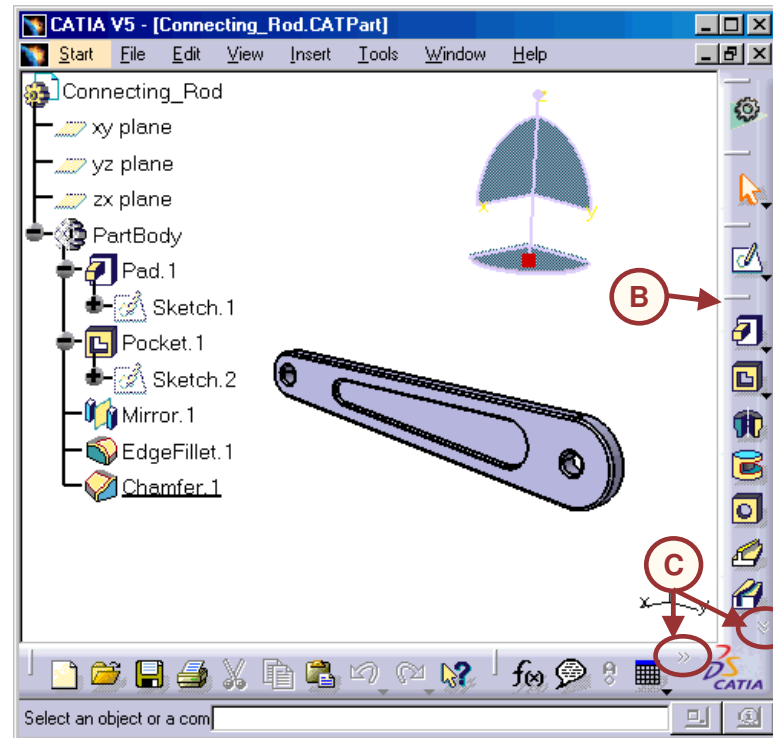 CATIA V5 - [Connecting_Rod.CATPart]
Start File Edit View Insert Tools Window Help
Connecting_Rod
xy plane
yz plane
zx plane
PartBody
Pad.1
Sketch.1
Pocket.1
Sketch.2
Mirror.1
EdgeFillet.1
Chamfer.1
z
x
y
B
C
x
y
f(x)
CATIA
Select an object or a com